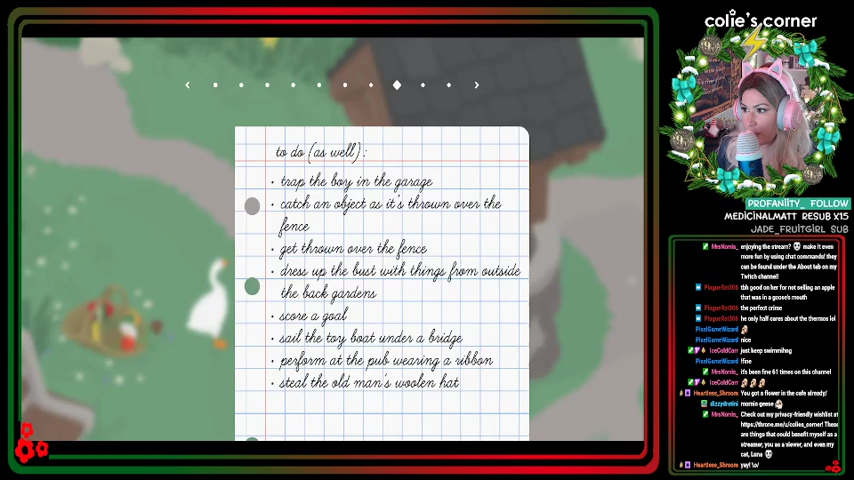 colie's corner
to do (as well):
• trap the boy in the garage
• catch an object as it's thrown over the
fence
• get thrown over the fence
• dress up the bust with things from outside
the back gardens
• score a goal
• sail the toy boat under a bridge
• perform at the pub wearing a ribbon
• steal the old man's woolen hat
PROFANIITY_ FOLLOW
MEDICINALMATT RESUB X15
JADE_FRUITGIRL SUB
MrsNorris_ enjoying the stream? make it even
more fun by using chat commands! they
can be found under the About tab on my
Twitch channel!
tbh good on her for not selling an apple
that was in a goose's mouth
the perfect crime
he only half cares about the thermos lol
PixelGameWizard
PixelGameWizard nice
IceColdCarr just keep swimming
PixelGameWizard !fine
MrsNorris_ it's been fine 61 times on this channel
IceColdCarr
Heartless_Shroom You got a flower in the cafe already!
mornin geese
MrsNorris_ Check out my privacy-friendly wishlist at
https://throne.me/u/colies_corner! These
are things that could benefit myself as a
streamer, you as a viewer, and even my
cat, Luna
Heartless_Shroom yay! \o/